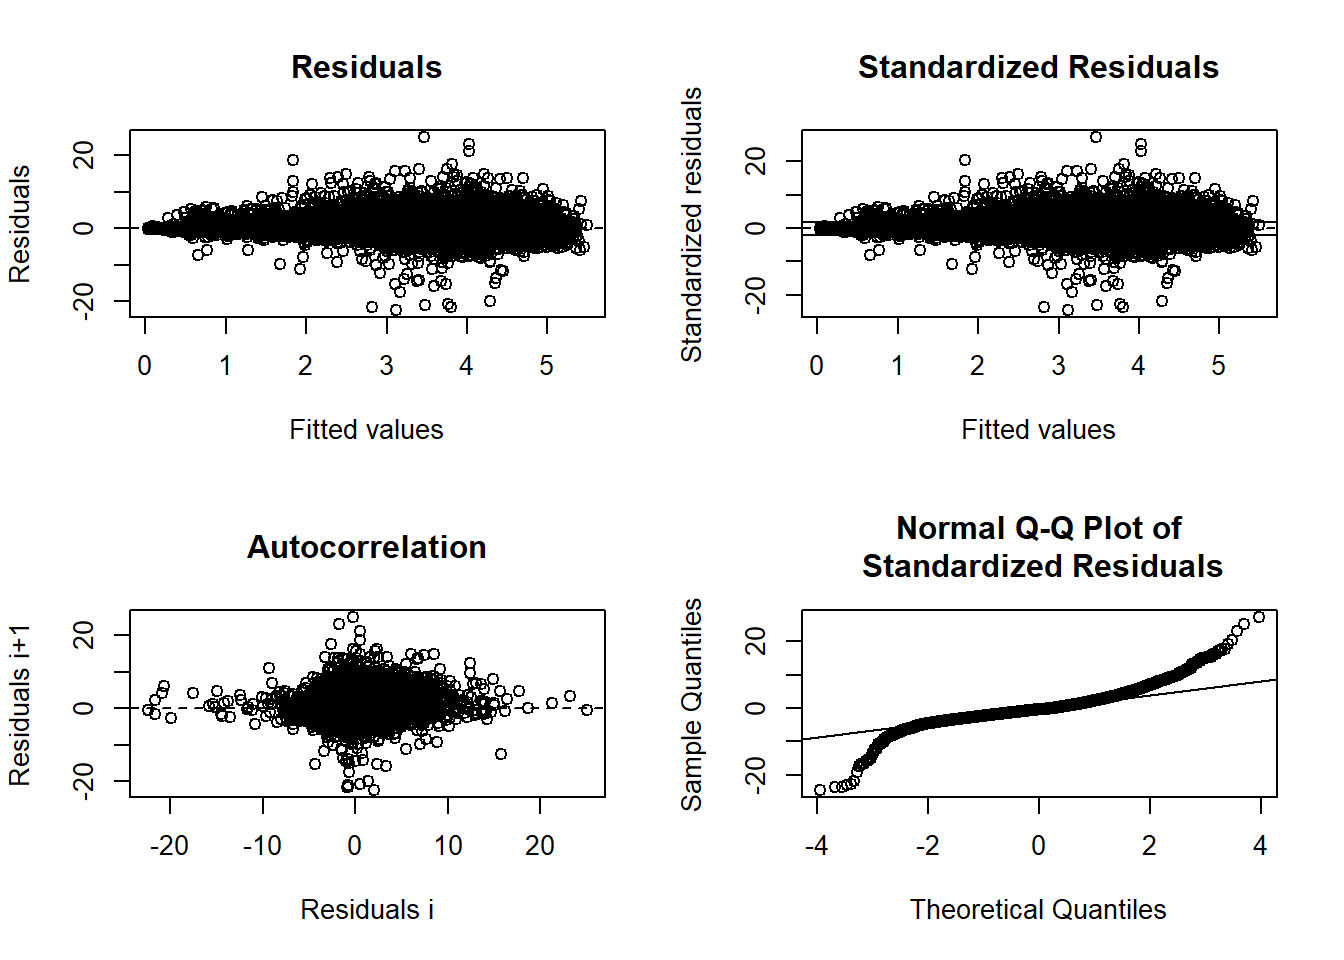 Residuals
Residuals
20
0
-20
0 1 2 3 4 5
Fitted values
Standardized Residuals
Standardized residuals
20
0
-20
0 1 2 3 4 5
Fitted values
Autocorrelation
Residuals i+1
20
0
-20
-20 -10 0 10 20
Residuals i
Normal Q-Q Plot of
Standardized Residuals
Sample Quantiles
20
0
-20
-4 -2 0 2 4
Theoretical Quantiles